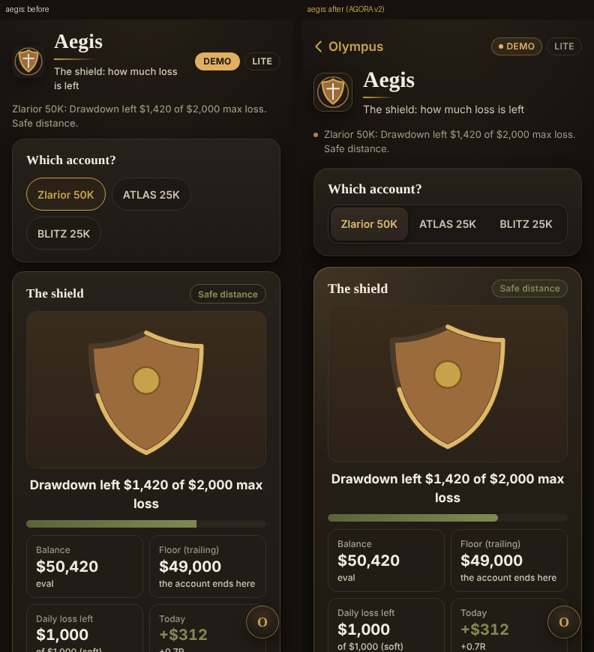 aegis: before
Aegis
The shield: how much loss
is left
DEMO
LITE
Zlarior 50K: Drawdown left $1,420 of $2,000 max loss.
Safe distance.
Which account?
Zlarior 50K
ATLAS 25K
BLITZ 25K
The shield
Safe distance
Drawdown left $1,420 of $2,000 max
loss
Balance
$50,420
eval
Floor (trailing)
$49,000
the account ends here
Daily loss left
$1,000
of $1,000 (soft)
Today
+$312
+0.7R
O
aegis: after (AGORA v2)
Olympus
DEMO
LITE
Aegis
The shield: how much loss is left
Zlarior 50K: Drawdown left $1,420 of $2,000 max loss.
Safe distance.
Which account?
Zlarior 50K
ATLAS 25K
BLITZ 25K
The shield
Safe distance
Drawdown left $1,420 of $2,000 max
loss
Balance
$50,420
eval
Floor (trailing)
$49,000
the account ends here
Daily loss left
$1,000
of $1,000 (soft)
Today
+$312
+0.7R
O